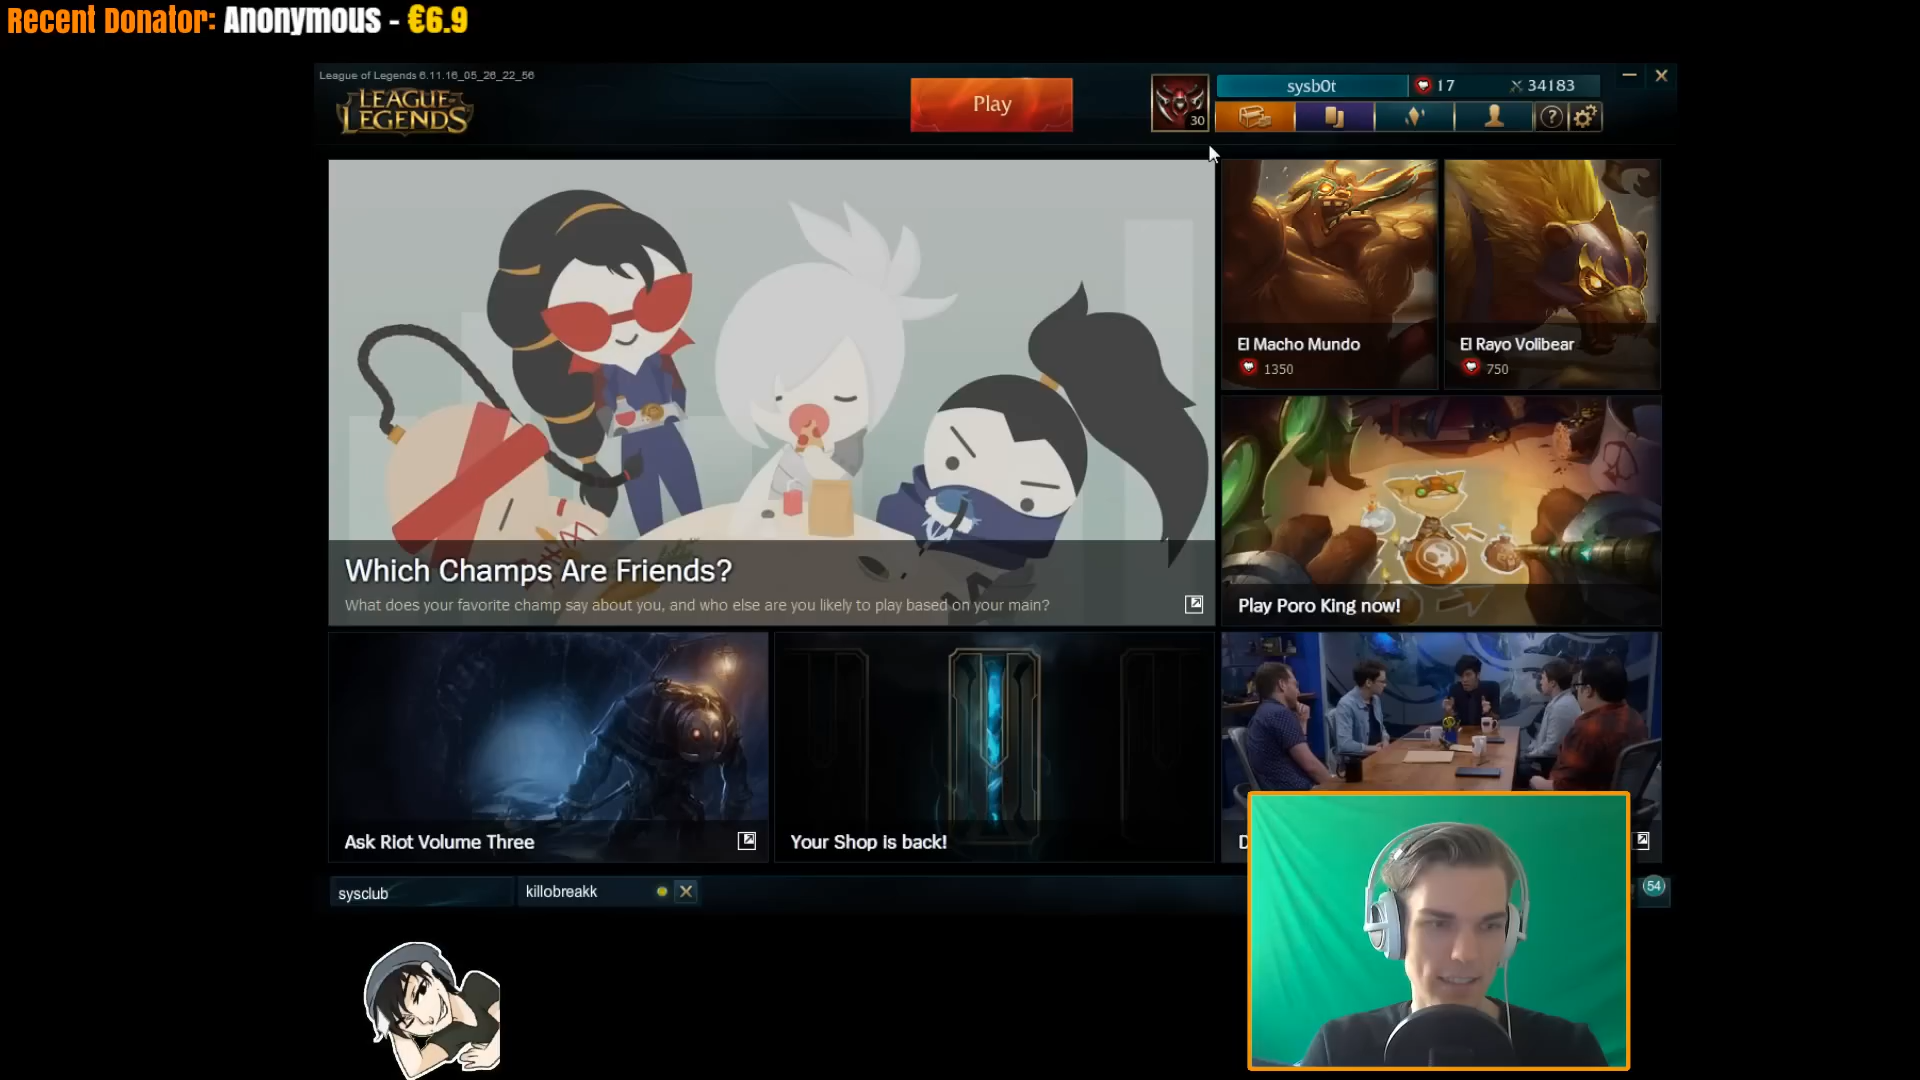 Recent Donator: Anonymous - €6.9
League of Legends 6.11.16_05_26_22_56
LEAGUE OF LEGENDS
Play
30
sysb0t
17
34183
?
El Macho Mundo
1350
El Rayo Volibear
750
Which Champs Are Friends?
What does your favorite champ say about you, and who else are you likely to play based on your main?
Play Poro King now!
Ask Riot Volume Three
Your Shop is back!
D
sysclub
killobreakk
54